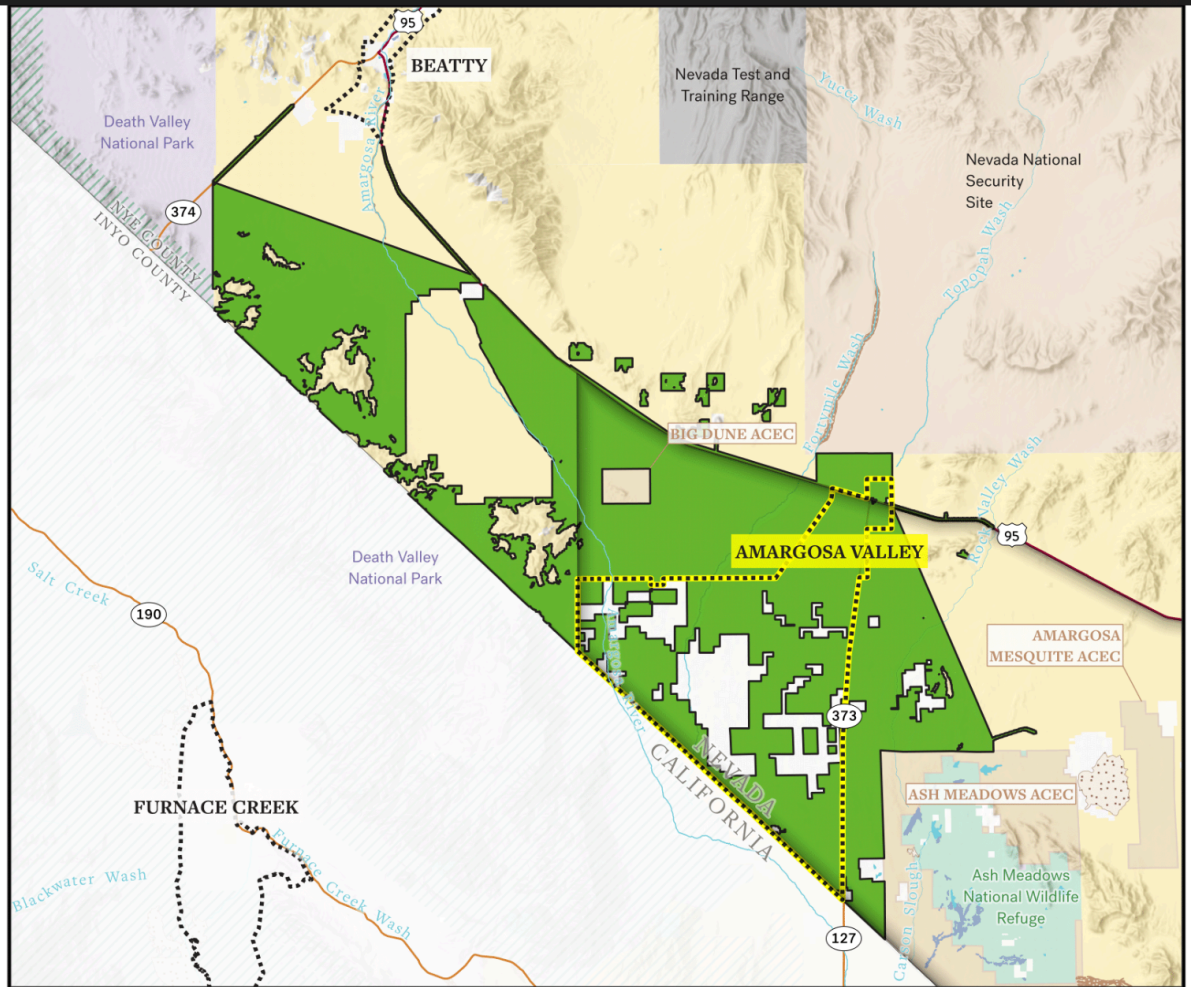 95
BEATTY
Nevada Test and
Training Range
Yucca Wash
Death Valley
National Park
Amargosa River
Nevada National
Security
Site
374
NYE COUNTY
INYO COUNTY
Topopah Wash
Fortymile Wash
BIG DUNE ACEC
Rock Valley Wash
95
AMARGOSA VALLEY
Death Valley
National Park
Salt Creek
190
Amargosa River
AMARGOSA
MESQUITE ACEC
373
NEVADA
CALIFORNIA
FURNACE CREEK
ASH MEADOWS ACEC
Furnace Creek Wash
Blackwater Wash
Ash Meadows
National Wildlife
Refuge
Carson Slough
127